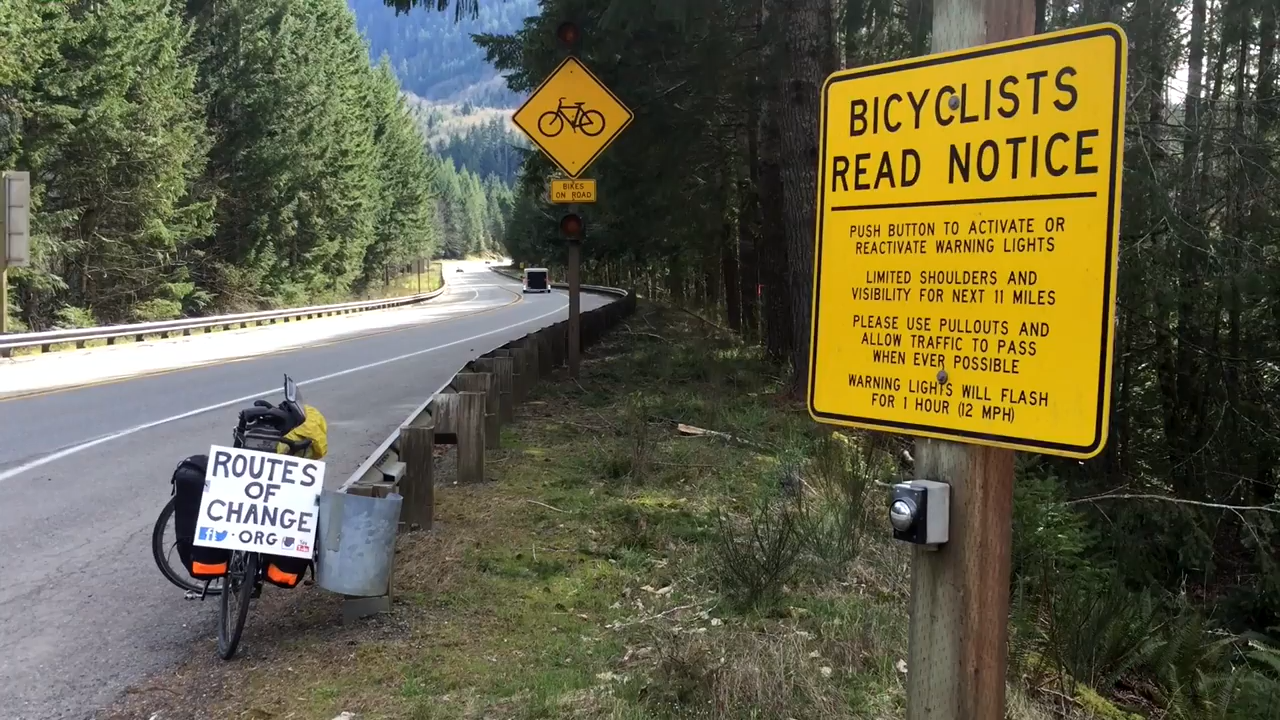 BICYCLISTS
READ NOTICE
PUSH BUTTON TO ACTIVATE OR
REACTIVATE WARNING LIGHTS
LIMITED SHOULDERS AND
VISIBILITY FOR NEXT 11 MILES
PLEASE USE PULLOUTS AND
ALLOW TRAFFIC TO PASS
WHEN EVER POSSIBLE
WARNING LIGHTS WILL FLASH
FOR 1 HOUR (12 MPH)
BIKES
ON ROAD
ROUTES
OF
CHANGE
.ORG